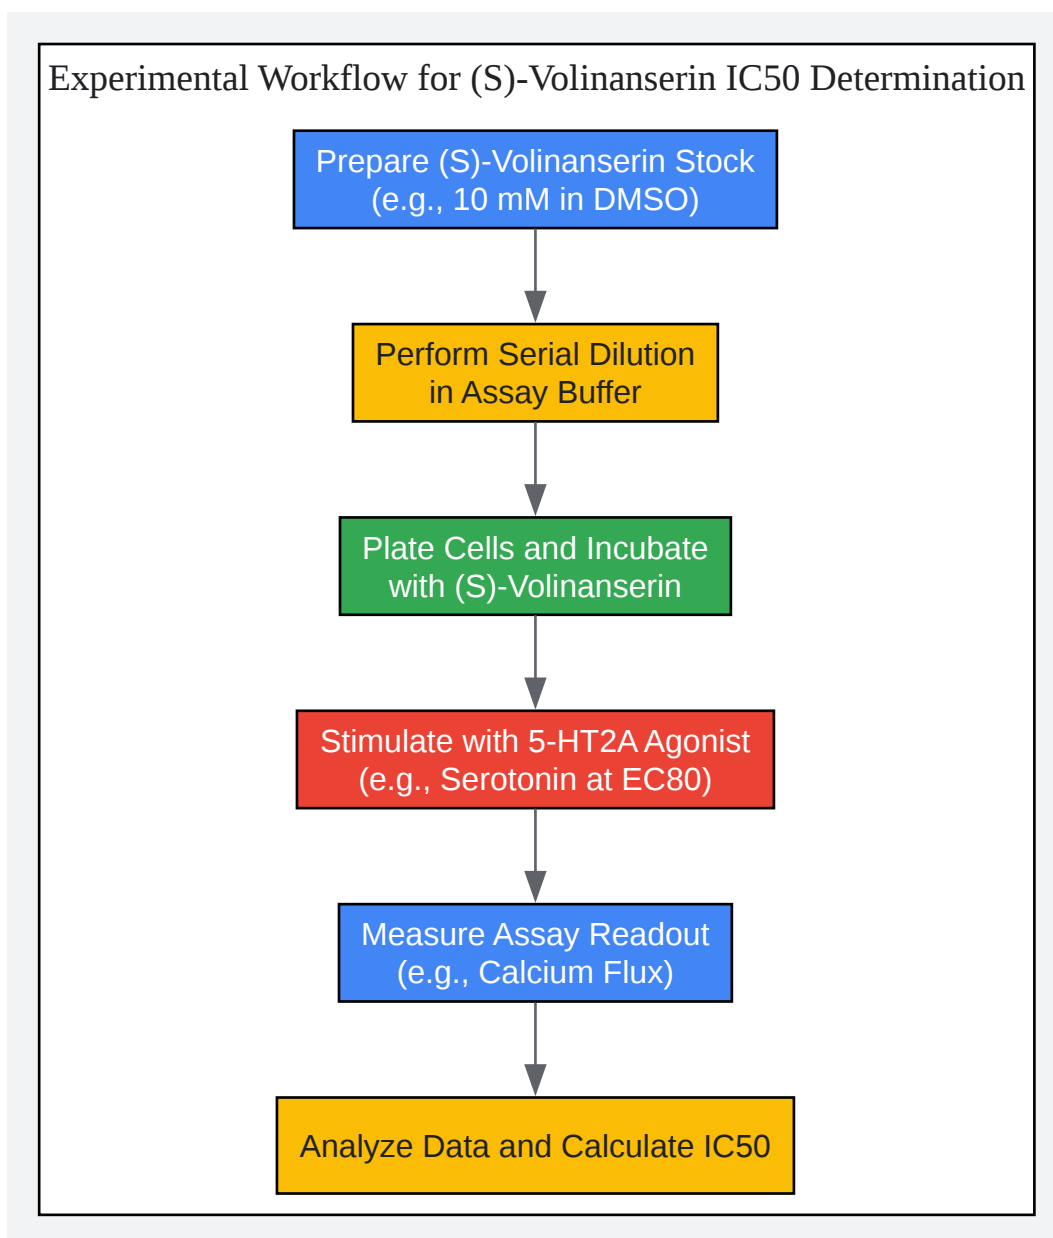 Experimental Workflow for (S)-Volinanserin IC50 Determination
Prepare (S)-Volinanserin Stock
(e.g., 10 mM in DMSO)
Perform Serial Dilution
in Assay Buffer
Plate Cells and Incubate
with (S)-Volinanserin
Stimulate with 5-HT2A Agonist
(e.g., Serotonin at EC80)
Measure Assay Readout
(e.g., Calcium Flux)
Analyze Data and Calculate IC50